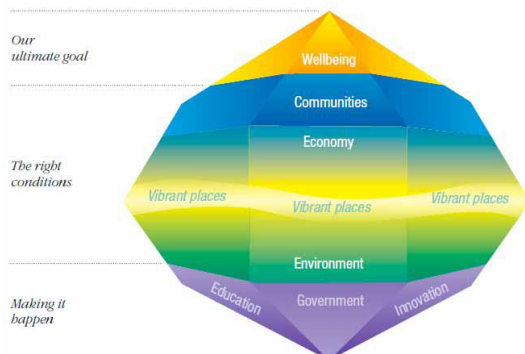 Our
ultimate goal
Wellbeing
Communities
Economy
The right
conditions
Vibrant places
Vibrant places
Vibrant places
Environment
Making it
happen
Education
Government
Innovation